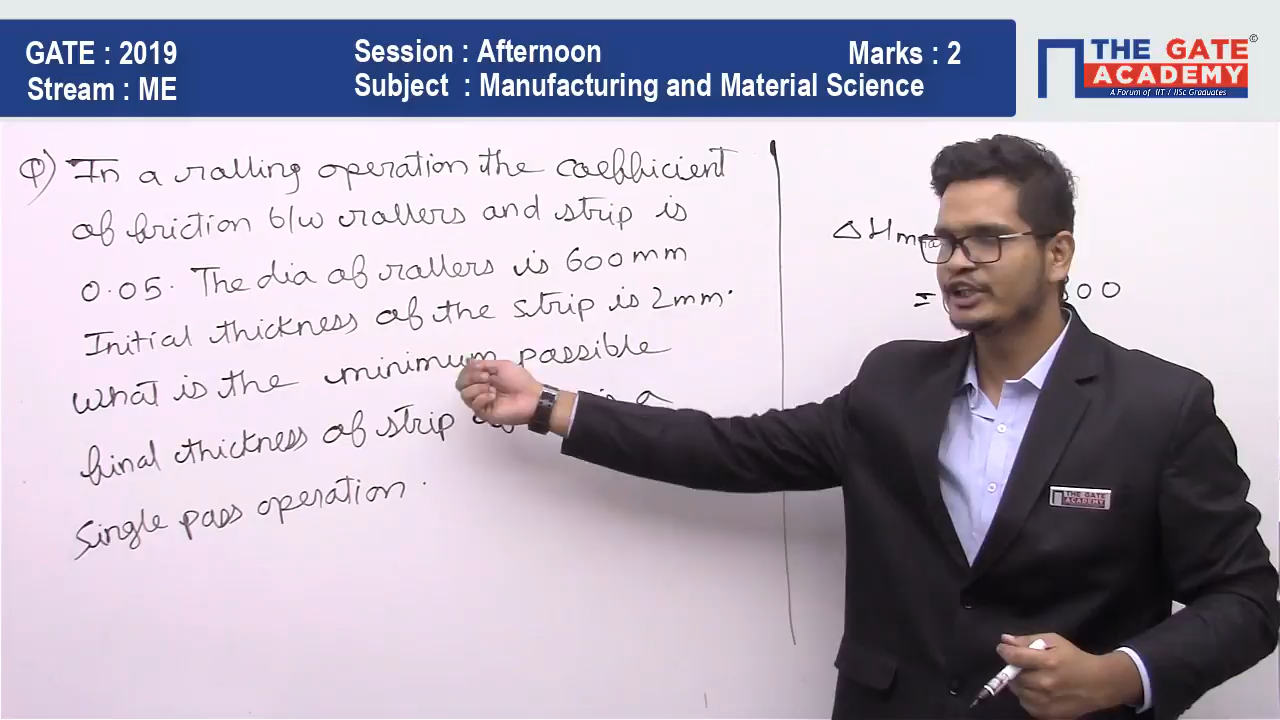 GATE : 2019
Session : Afternoon
Marks : 2
Stream : ME
Subject : Manufacturing and Material Science
THE GATE
ACADEMY
©
A Forum of IIT / IISc Graduates
Q) In a rolling operation the coefficient
of friction b/w rollers and strip is
0.05. The dia of rollers is 600mm
Initial thickness of the strip is 2mm.
What is the minimum possible
final thickness of strip a
single pass operation.
ΔHma
=
00
THE GATE
ACADEMY